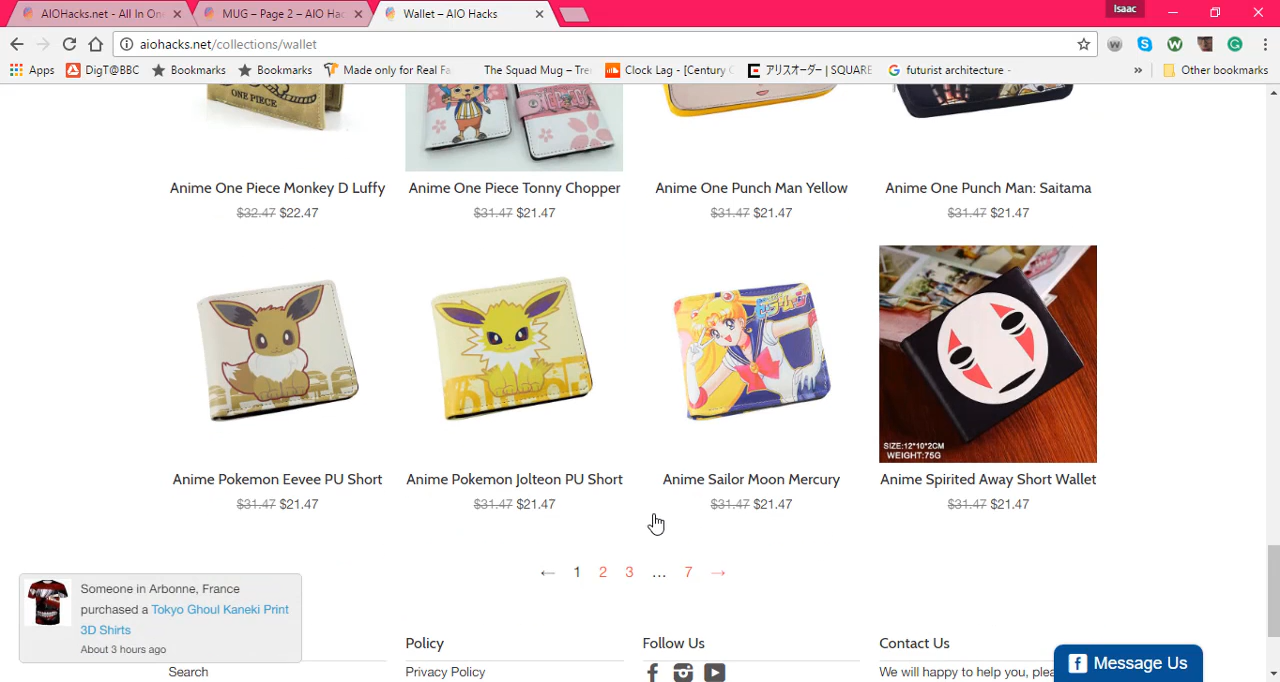 AIOHacks.net - All In On
MUG – Page 2 – AIO Hac
Wallet – AIO Hacks
Isaac
aiohacks.net/collections/wallet
Apps
DigT@BBC
Bookmarks
Bookmarks
Made only for Real Fa
The Squad Mug – Tre
Clock Lag - [Century
アリスオーダー | SQUARE
futurist architecture -
Other bookmarks
ONE PIECE
Anime One Piece Monkey D Luffy
Anime One Piece Tonny Chopper
Anime One Punch Man Yellow
Anime One Punch Man: Saitama
$32.47 $22.47
$31.47 $21.47
$31.47 $21.47
$31.47 $21.47
SIZE:12*10*2CM
WEIGHT:75G
Anime Pokemon Eevee PU Short
Anime Pokemon Jolteon PU Short
Anime Sailor Moon Mercury
Anime Spirited Away Short Wallet
$31.47 $21.47
$31.47 $21.47
$31.47 $21.47
$31.47 $21.47
← 1 2 3 … 7 →
Someone in Arbonne, France
purchased a Tokyo Ghoul Kaneki Print
3D Shirts
About 3 hours ago
Search
Policy
Privacy Policy
Follow Us
Contact Us
We will happy to help you, plea
Message Us